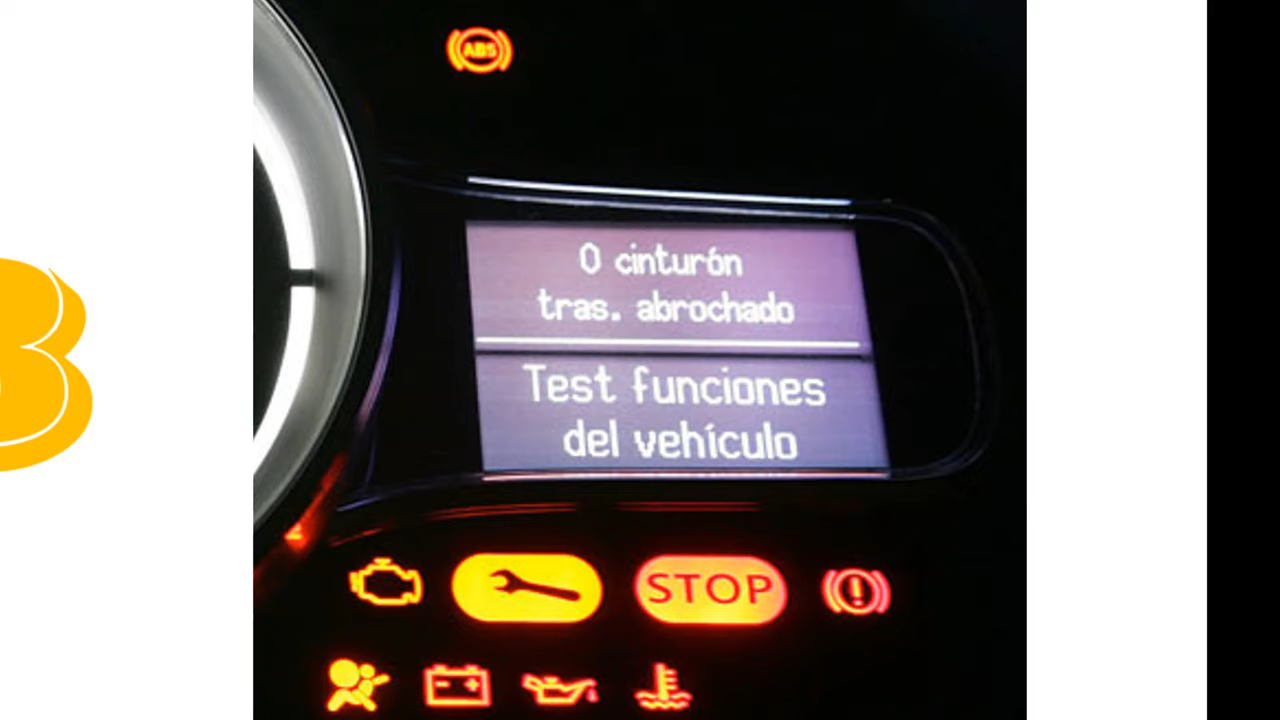 ABS
0 cinturón
tras. abrochado
Test funciones
del vehículo
STOP